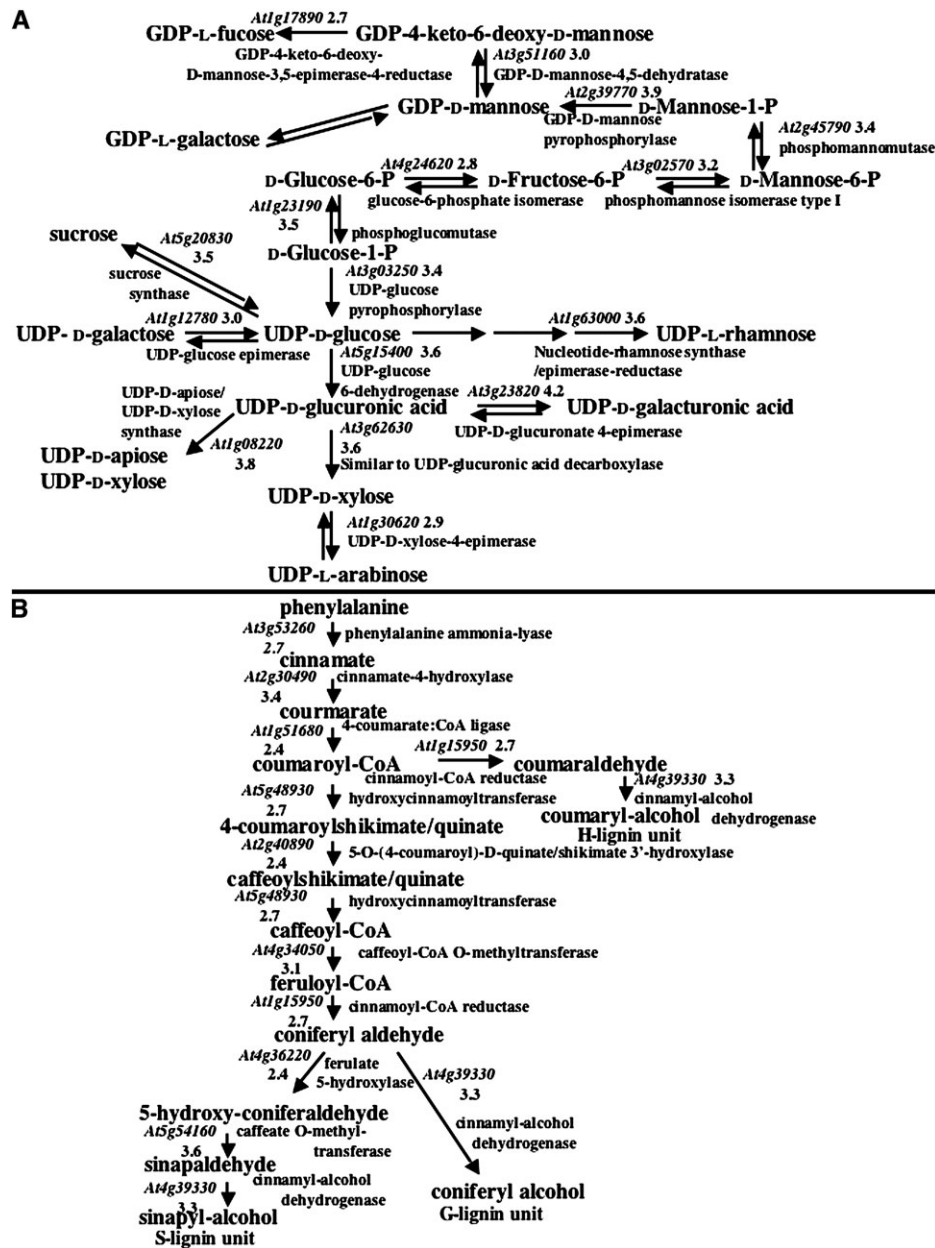 A
At1g17890 2.7
GDP-L-fucose
GDP-4-keto-6-deoxy-D-mannose
GDP-4-keto-6-deoxy-
D-mannose-3,5-epimerase-4-reductase
At3g51160 3.0
GDP-D-mannose-4,5-dehydratase
At2g39770 3.9
GDP-D-mannose
D-Mannose-1-P
GDP-D-mannose
pyrophosphorylase
GDP-L-galactose
At2g45790 3.4
phosphomannomutase
At4g24620 2.8
At3g02570 3.2
D-Glucose-6-P
D-Fructose-6-P
D-Mannose-6-P
glucose-6-phosphate isomerase
phosphomannose isomerase type I
At1g23190
3.5
phosphoglucomutase
sucrose
At5g20830
3.5
D-Glucose-1-P
sucrose
synthase
At3g03250 3.4
UDP-glucose
pyrophosphorylase
At1g12780 3.0
At1g63000 3.6
UDP- D-galactose
UDP-D-glucose
UDP-L-rhamnose
UDP-glucose epimerase
Nucleotide-rhamnose synthase
/epimerase-reductase
At5g15400 3.6
UDP-glucose
6-dehydrogenase
At3g23820 4.2
UDP-D-apiose/
UDP-D-xylose
synthase
UDP-D-glucuronic acid
UDP-D-galacturonic acid
UDP-D-glucuronate 4-epimerase
At1g08220
3.8
At3g62630
3.6
Similar to UDP-glucuronic acid decarboxylase
UDP-D-apiose
UDP-D-xylose
UDP-D-xylose
At1g30620 2.9
UDP-D-xylose-4-epimerase
UDP-L-arabinose
B
phenylalanine
At3g53260
2.7
phenylalanine ammonia-lyase
cinnamate
At2g30490
3.4
cinnamate-4-hydroxylase
courmarate
At1g51680
2.4
4-coumarate:CoA ligase
At1g15950 2.7
coumaroyl-CoA
coumaraldehyde
cinnamoyl-CoA reductase
At4g39330 3.3
cinnamyl-alcohol
dehydrogenase
At5g48930
2.7
hydroxycinnamoyltransferase
coumaryl-alcohol
H-lignin unit
4-coumaroylshikimate/quinate
At2g40890
2.4
5-O-(4-coumaroyl)-D-quinate/shikimate 3'-hydroxylase
caffeoylshikimate/quinate
At5g48930
2.7
hydroxycinnamoyltransferase
caffeoyl-CoA
At4g34050
3.1
caffeoyl-CoA O-methyltransferase
feruloyl-CoA
At1g15950
2.7
cinnamoyl-CoA reductase
coniferyl aldehyde
At4g36220
2.4
ferulate
5-hydroxylase
At4g39330
3.3
cinnamyl-alcohol
dehydrogenase
5-hydroxy-coniferaldehyde
At5g54160
3.6
caffeate O-methyl-
transferase
sinapaldehyde
At4g39330
3.3
cinnamyl-alcohol
dehydrogenase
coniferyl alcohol
G-lignin unit
sinapyl-alcohol
S-lignin unit